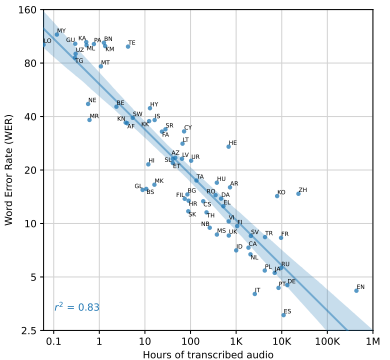 160
80
40
20
10
5
2.5
Word Error Rate (WER)
MY
LO
GU
KA
PA
BN
ML
KM
TE
UZ
TG
MT
NE
BE
HY
MR
SW
KN
AF
KK
IS
SR
FA
CY
LT
HE
HI
AZ
SL
LV
UR
ET
TA
MK
GL
BS
HU
AR
BG
FIL
RO
DA
KO
ZH
HR
CS
EL
SK
TH
VI
FI
NB
MS
UK
SV
TR
FR
ID
CA
NL
PL
RU
JA
DE
PT
IT
EN
ES
r² = 0.83
0.1
1
10
100
1K
10K
100K
1M
Hours of transcribed audio